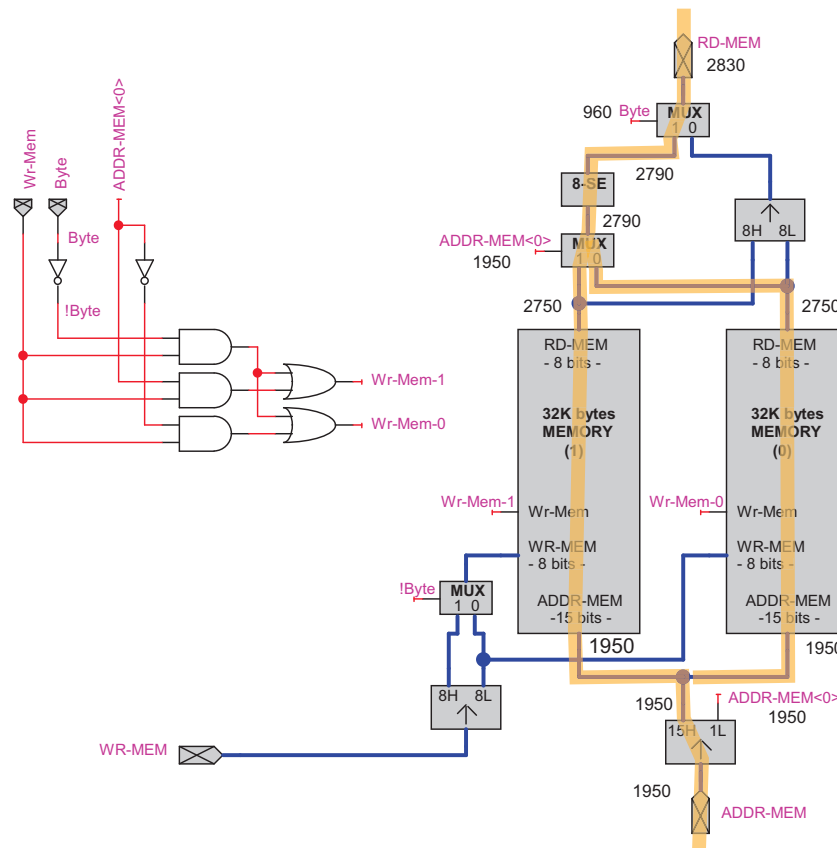 RD-MEM
2830
960
Byte
MUX
1 0
2790
8-SE
2790
8H 8L
ADDR-MEM<0>
1950
MUX
1 0
2750
2750
Wr-Mem
Byte
ADDR-MEM<0>
Byte
!Byte
Wr-Mem-1
Wr-Mem-0
RD-MEM
- 8 bits -
32K bytes
MEMORY
(1)
Wr-Mem-1
Wr-Mem
WR-MEM
- 8 bits -
ADDR-MEM
-15 bits -
1950
RD-MEM
- 8 bits -
32K bytes
MEMORY
(0)
Wr-Mem-0
Wr-Mem
WR-MEM
- 8 bits -
ADDR-MEM
-15 bits -
1950
!Byte
MUX
1 0
8H 8L
WR-MEM
1950
ADDR-MEM<0>
1950
15H 1L
1950
ADDR-MEM